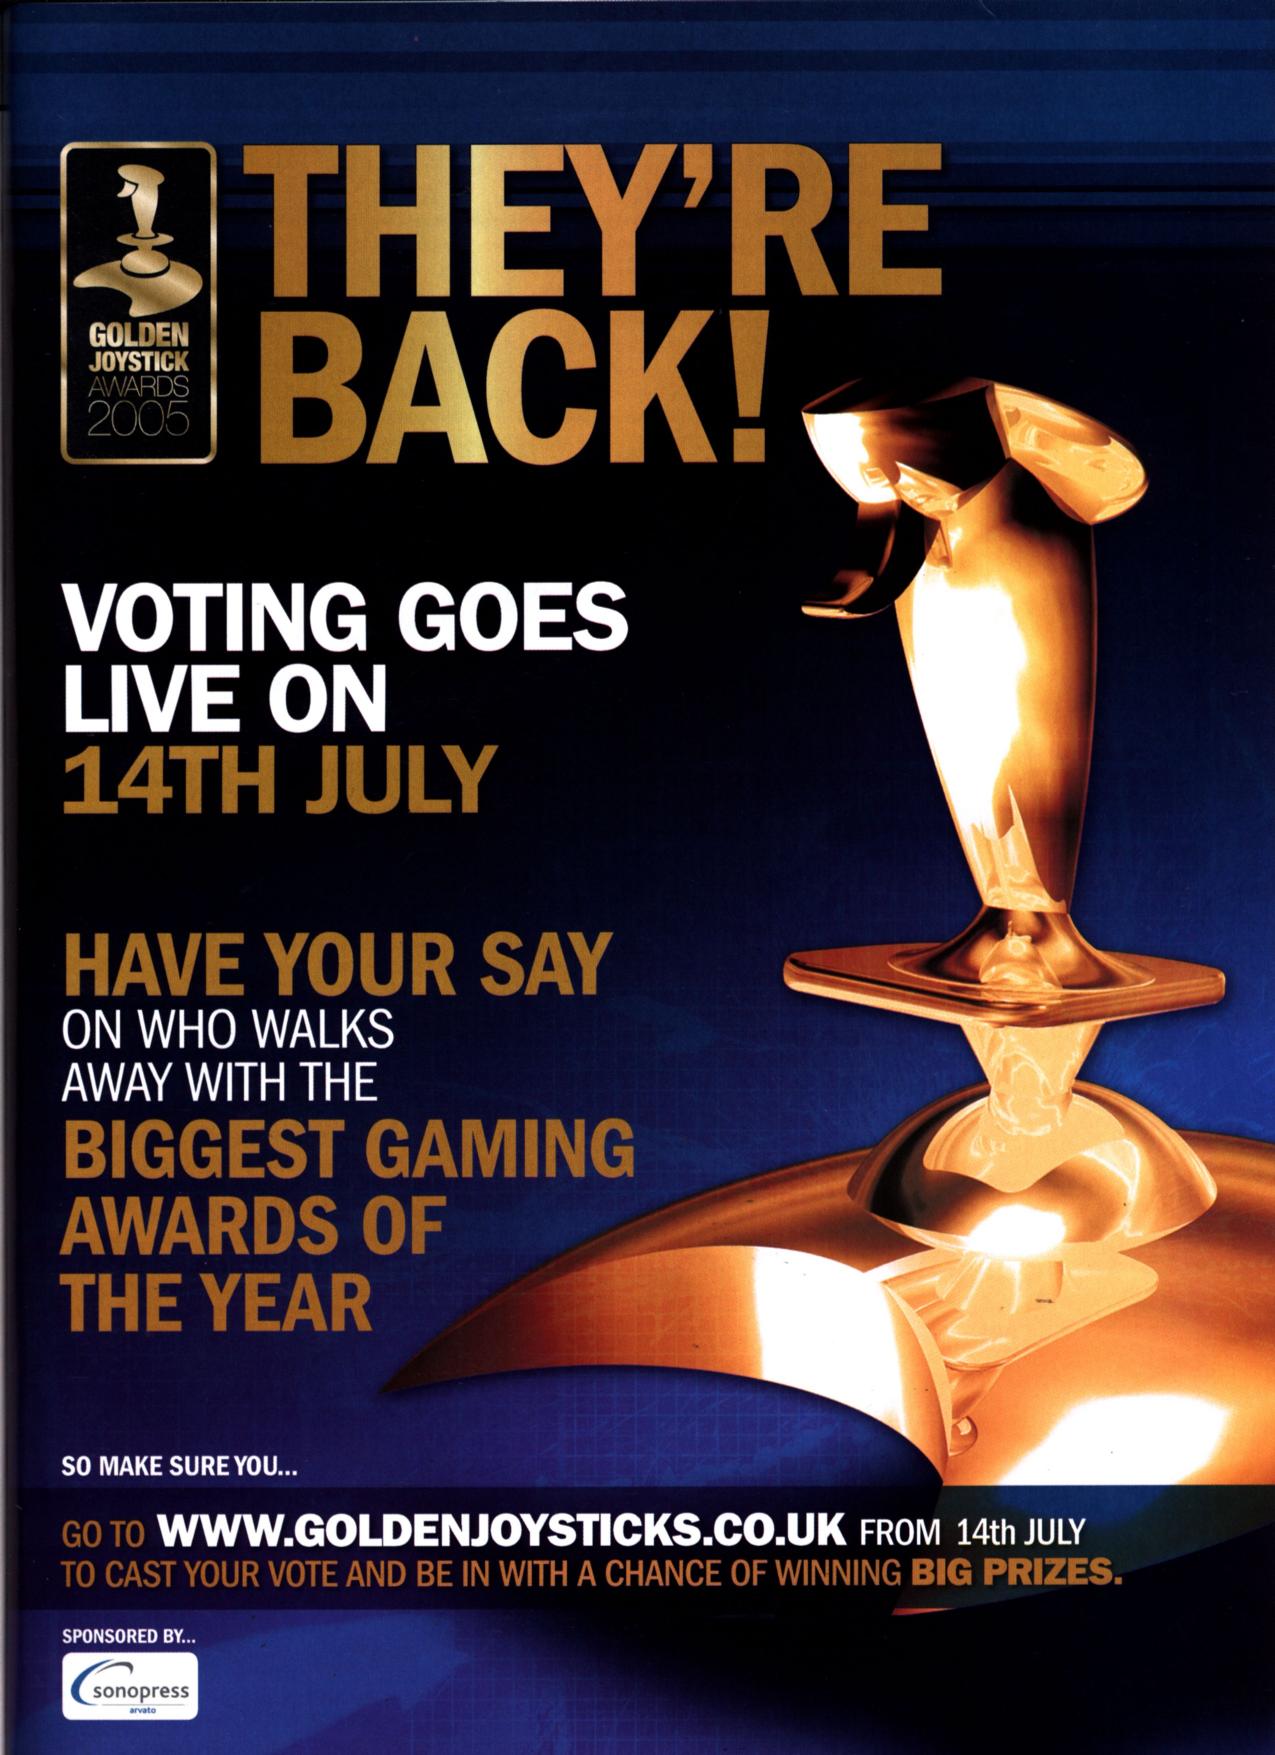 THEY'RE
BACK!
GOLDEN
JOYSTICK
AWARDS
2005
VOTING GOES
LIVE ON
14TH JULY
HAVE YOUR SAY
ON WHO WALKS
AWAY WITH THE
BIGGEST GAMING
AWARDS OF
THE YEAR
SO MAKE SURE YOU...
GO TO WWW.GOLDENJOYSTICKS.CO.UK FROM 14th JULY
TO CAST YOUR VOTE AND BE IN WITH A CHANCE OF WINNING BIG PRIZES.
SPONSORED BY...
sonopress
arvato